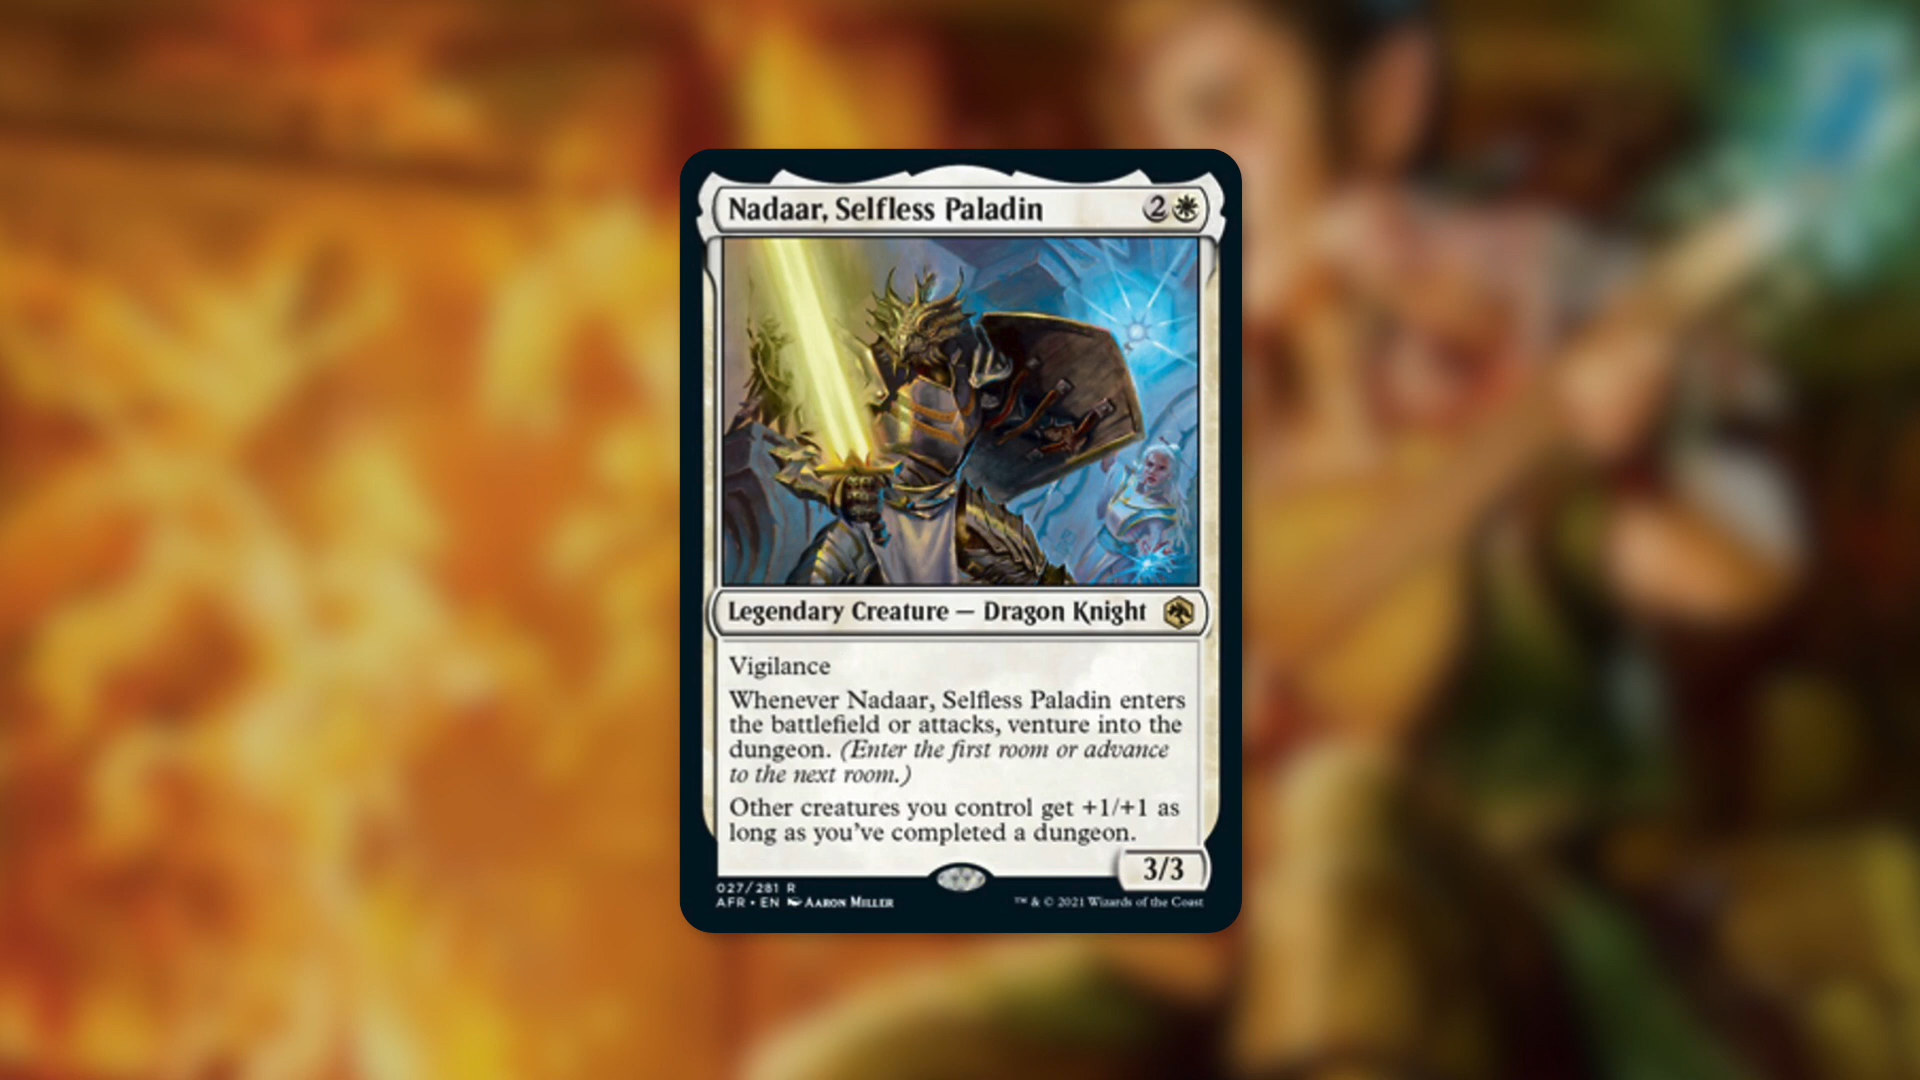 Nadaar, Selfless Paladin 2
Legendary Creature — Dragon Knight
Vigilance
Whenever Nadaar, Selfless Paladin enters
the battlefield or attacks, venture into the
dungeon. (Enter the first room or advance
to the next room.)
Other creatures you control get +1/+1 as
long as you've completed a dungeon.
3/3
027/281 R
AFR • EN Aaron Miller
™ & © 2021 Wizards of the Coast